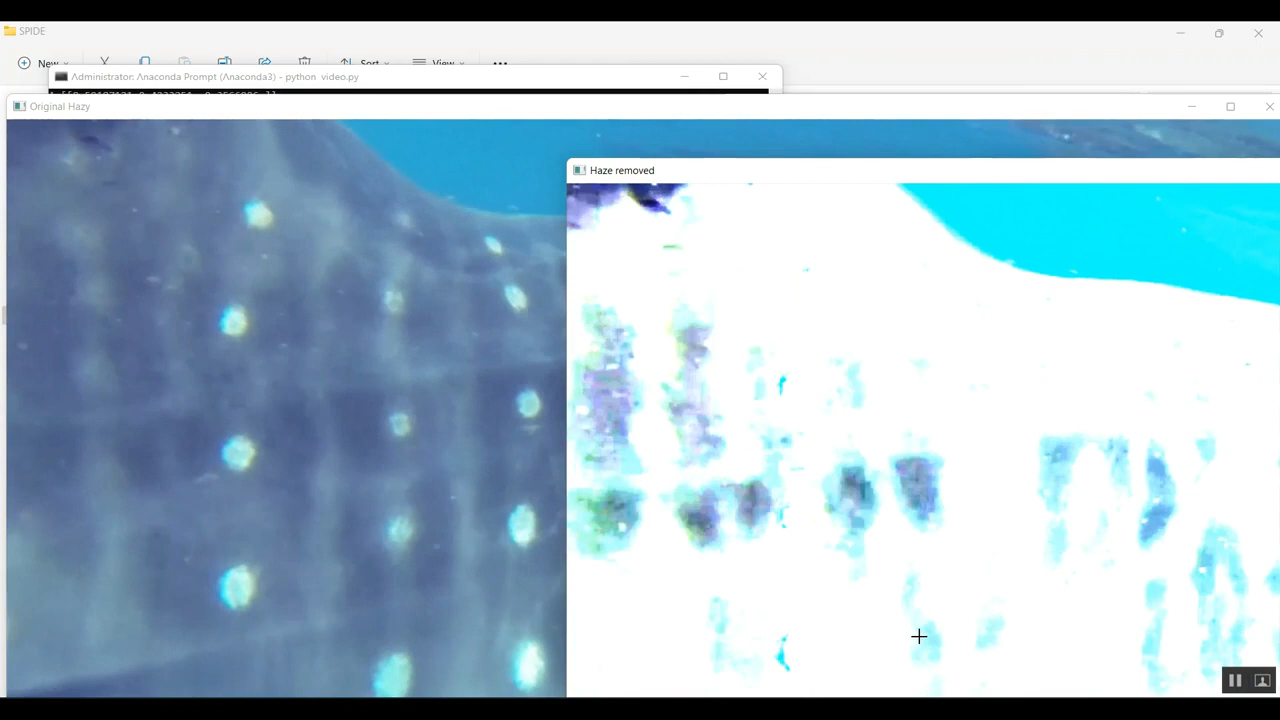 SPIDE
New
Sort
View
Administrator: Anaconda Prompt (Anaconda3) - python  video.py
Original Hazy
Haze removed